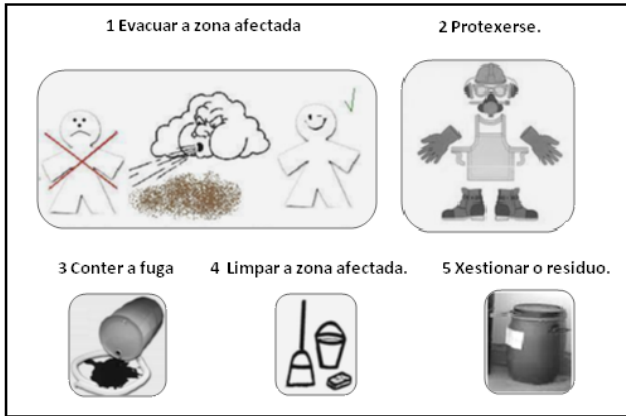 1 Evacuar a zona afectada
2 Protexerse.
3 Conter a fuga
4 Limpar a zona afectada.
5 Xestionar o residuo.